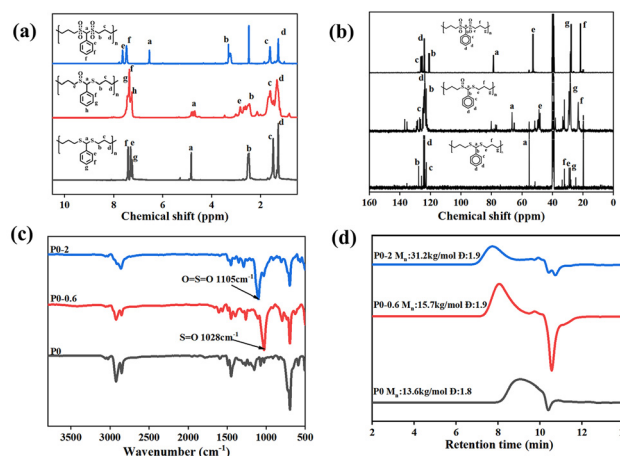 (a)
a
e
f
b
c
d
f
g
h
a
e
b
c
d
f
e
g
a
b
c
d
10
8
6
4
2
Chemical shift (ppm)
(b)
d
c
b
a
e
g
f
d
c
b
a
e
g
f
d
b
c
a
f
e
g
160
140
120
100
80
60
40
20
0
Chemical shift (ppm)
(c)
P0-2
O=S=O 1105cm-1
P0-0.6
S=O 1028cm-1
P0
3500
3000
2500
2000
1500
1000
500
Wavenumber (cm-1)
(d)
P0-2 Mn:31.2kg/mol Đ:1.9
P0-0.6 Mn:15.7kg/mol Đ:1.9
P0 Mn:13.6kg/mol Đ:1.8
2
4
6
8
10
12
Retention time (min)